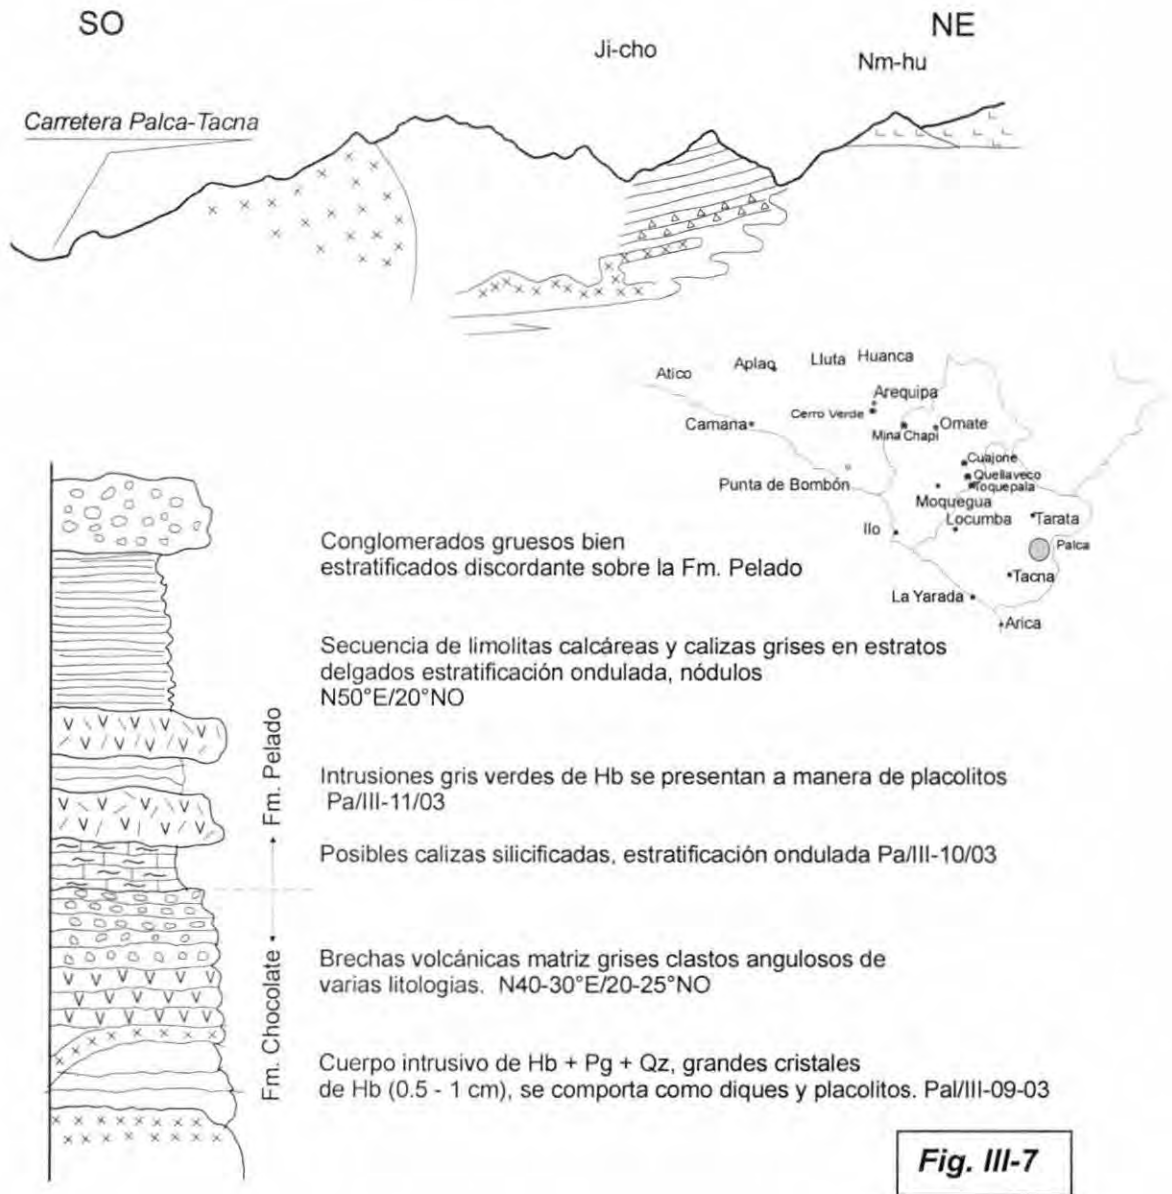 SO
NE
Ji-cho
Nm-hu
Carretera Palca-Tacna
Atico
Aplao
Lluta
Huanca
Arequipa
Cerro Verde
Camana
Mina Chapi
Omate
Cuajone
Quellaveco
Toquepala
Punta de Bombón
Moquegua
Locumba
Tarata
Ilo
Palca
Tacna
La Yarada
Arica
Conglomerados gruesos bien
estratificados discordante sobre la Fm. Pelado
Secuencia de limolitas calcáreas y calizas grises en estratos
delgados estratificación ondulada, nódulos
N50°E/20°NO
Fm. Pelado
Intrusiones gris verdes de Hb se presentan a manera de placolitos
Pa/III-11/03
Posibles calizas silicificadas, estratificación ondulada Pa/III-10/03
Fm. Chocolate
Brechas volcánicas matriz grises clastos angulosos de
varias litologias. N40-30°E/20-25°NO
Cuerpo intrusivo de Hb + Pg + Qz, grandes cristales
de Hb (0.5 - 1 cm), se comporta como diques y placolitos. Pal/III-09-03
Fig. III-7